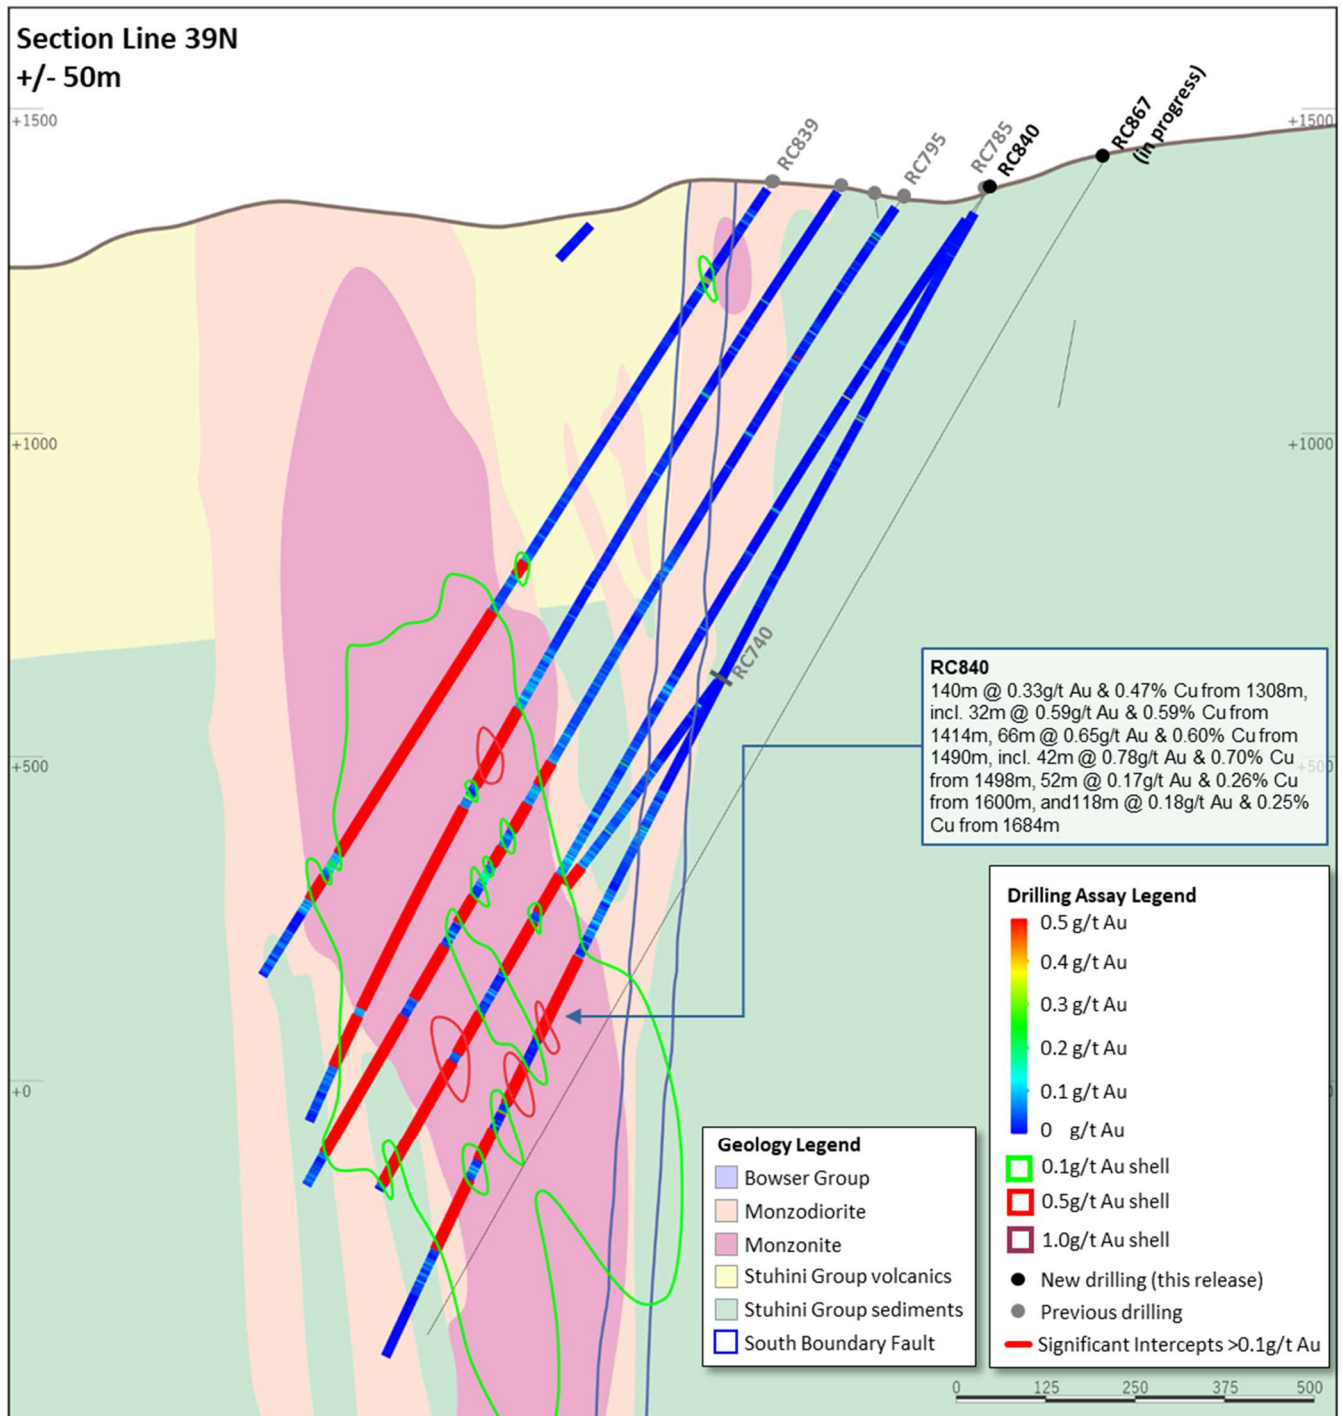 Section Line 39N
+/- 50m
+1500
+1500
RC839
RC795
RC785
RC840
RC867
(in progress)
+1000
+1000
RC740
RC840
140m @ 0.33g/t Au & 0.47% Cu from 1308m,
incl. 32m @ 0.59g/t Au & 0.59% Cu from
1414m, 66m @ 0.65g/t Au & 0.60% Cu from
1490m, incl. 42m @ 0.78g/t Au & 0.70% Cu
from 1498m, 52m @ 0.17g/t Au & 0.26% Cu
from 1600m, and118m @ 0.18g/t Au & 0.25%
Cu from 1684m
+500
+500
Drilling Assay Legend
0.5 g/t Au
0.4 g/t Au
0.3 g/t Au
0.2 g/t Au
0.1 g/t Au
0 g/t Au
0.1g/t Au shell
0.5g/t Au shell
1.0g/t Au shell
New drilling (this release)
Previous drilling
Significant Intercepts >0.1g/t Au
+0
Geology Legend
Bowser Group
Monzodiorite
Monzonite
Stuhini Group volcanics
Stuhini Group sediments
South Boundary Fault
0 125 250 375 500